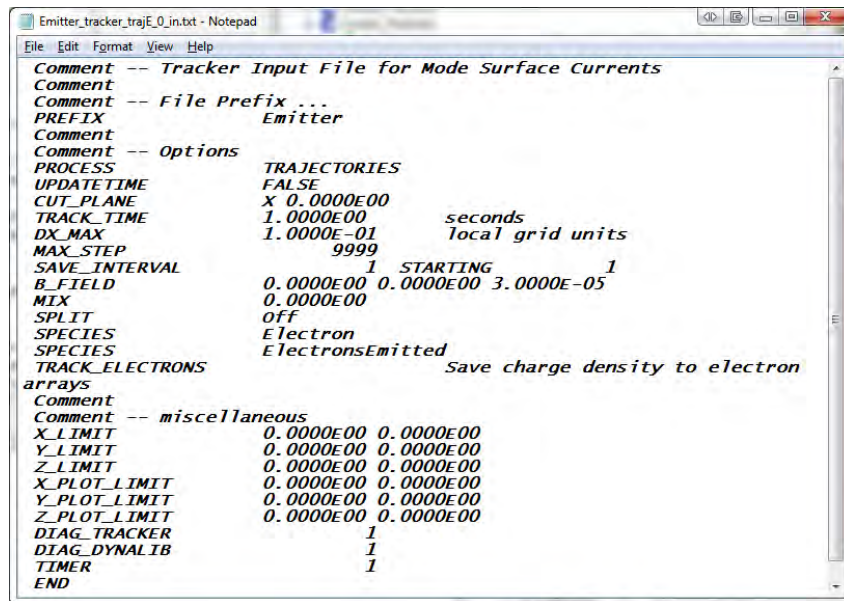 Emitter_tracker_trajE_0_in.txt - Notepad
File Edit Format View Help
Comment -- Tracker Input File for Mode Surface Currents
Comment
Comment -- File Prefix ...
PREFIX Emitter
Comment
Comment -- Options
PROCESS TRAJECTORIES
UPDATETIME FALSE
CUT_PLANE X 0.0000E00
TRACK_TIME 1.0000E00 seconds
DX_MAX 1.0000E-01 local grid units
MAX_STEP 9999
SAVE_INTERVAL 1 STARTING 1
B_FIELD 0.0000E00 0.0000E00 3.0000E-05
MIX 0.0000E00
SPLIT Off
SPECIES Electron
SPECIES ElectronsEmitted
TRACK_ELECTRONS Save charge density to electron
arrays
Comment
Comment -- miscellaneous
X_LIMIT 0.0000E00 0.0000E00
Y_LIMIT 0.0000E00 0.0000E00
Z_LIMIT 0.0000E00 0.0000E00
X_PLOT_LIMIT 0.0000E00 0.0000E00
Y_PLOT_LIMIT 0.0000E00 0.0000E00
Z_PLOT_LIMIT 0.0000E00 0.0000E00
DIAG_TRACKER 1
DIAG_DYNALIB 1
TIMER 1
END